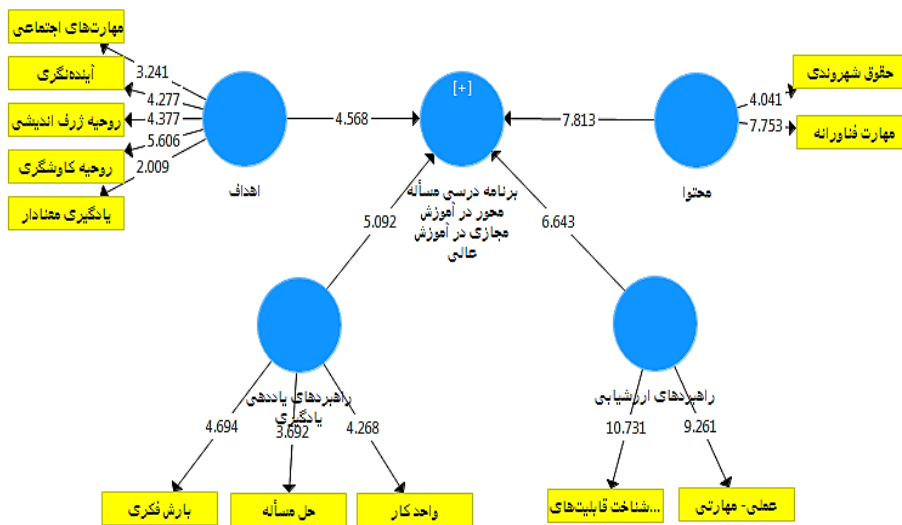 مهارت‌های اجتماعی
آینده‌نگری
روحیه ژرف اندیشی
روحیه کاوشگری
یادگیری معنادار
3.241
4.277
4.377
5.606
2.009
اهداف
4.568
[+]
برنامه درسی مسأله
محور در آموزش
مجازی در آموزش
عالی
7.813
محتوا
4.041
7.753
حقوق شهروندی
مهارت فناورانه
5.092
6.643
راهبردهای یاددهی
یادگیری
4.694
3.692
4.268
بارش فکری
حل مسأله
واحد کار
راهبردهای ارزشیابی
10.731
9.261
شناخت قابلیت‌های...
عملی- مهارتی